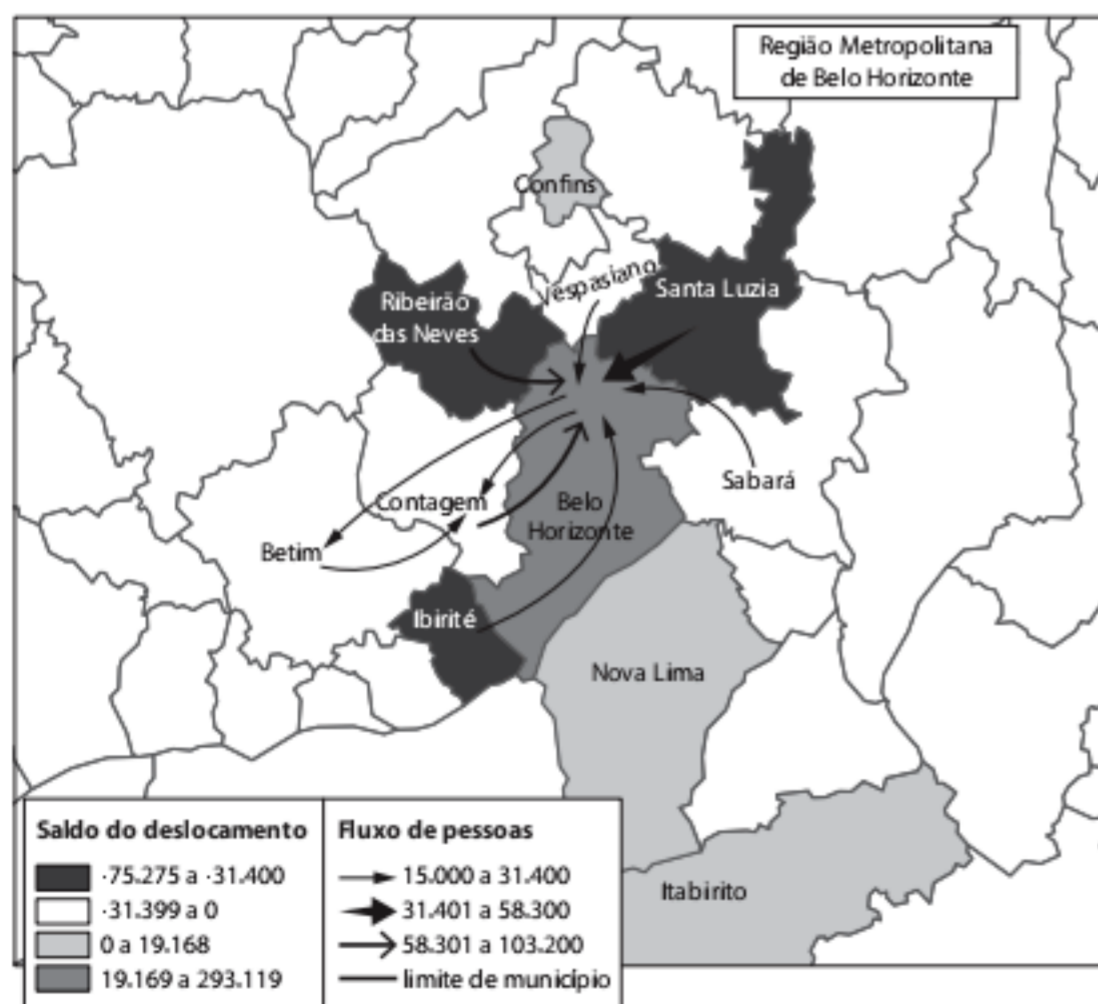 Região Metropolitana
de Belo Horizonte
Confins
Vespasiano
Santa Luzia
Ribeirão
das Neves
Contagem
Sabará
Belo
Horizonte
Betim
Ibirité
Nova Lima
Itabirito
Saldo do deslocamento
-75.275 a -31.400
-31.399 a 0
0 a 19.168
19.169 a 293.119
Fluxo de pessoas
15.000 a 31.400
31.401 a 58.300
58.301 a 103.200
limite de município